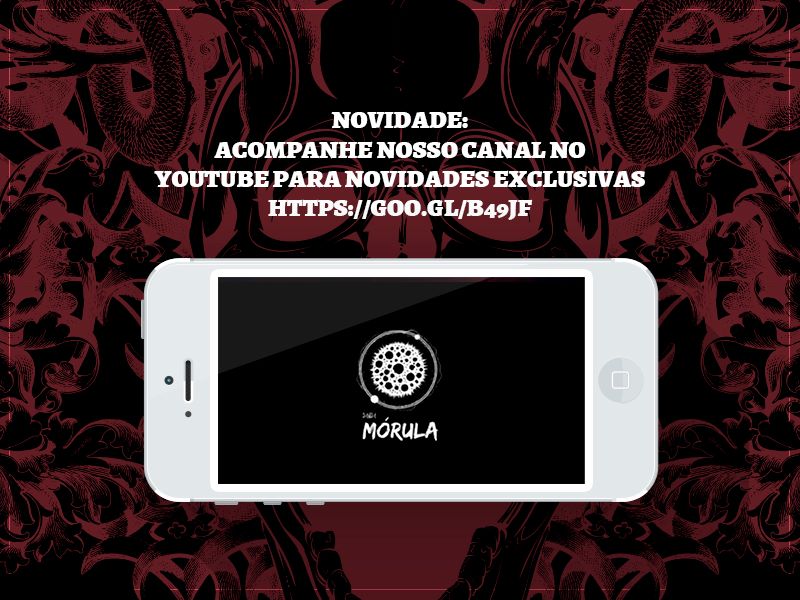 NOVIDADE:
ACOMPANHE NOSSO CANAL NO
YOUTUBE PARA NOVIDADES EXCLUSIVAS
HTTPS://GOO.GL/B49JF
MÓRULA